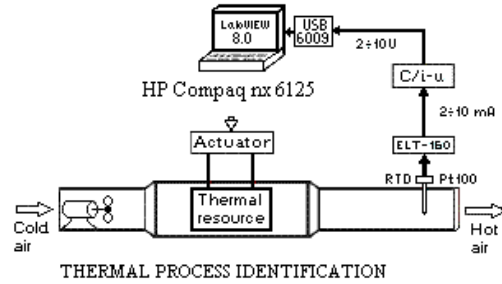 LabVIEW
8.0
USB
6009
2÷10U
C/i-u
HP Compaq nx 6125
2÷10 mA
Actuator
ELT-160
RTD Pt100
Thermal
resource
Cold
air
Hot
air
THERMAL PROCESS IDENTIFICATION